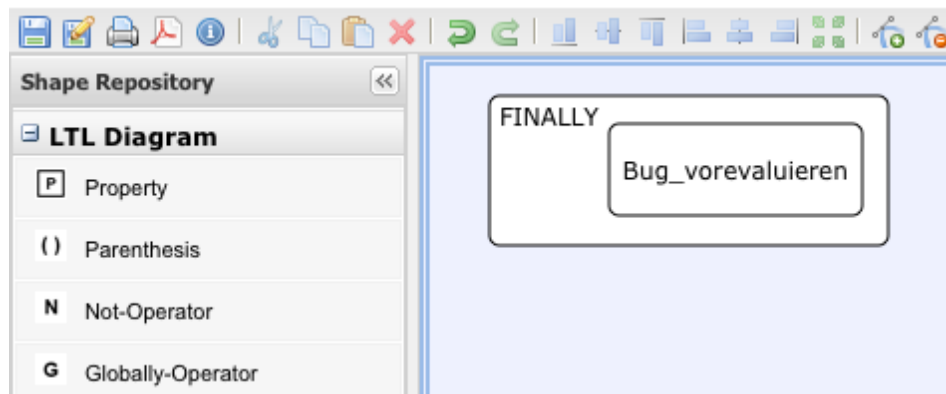 Shape Repository
LTL Diagram
P Property
( ) Parenthesis
N Not-Operator
G Globally-Operator
FINALLY
Bug_vorevaluieren